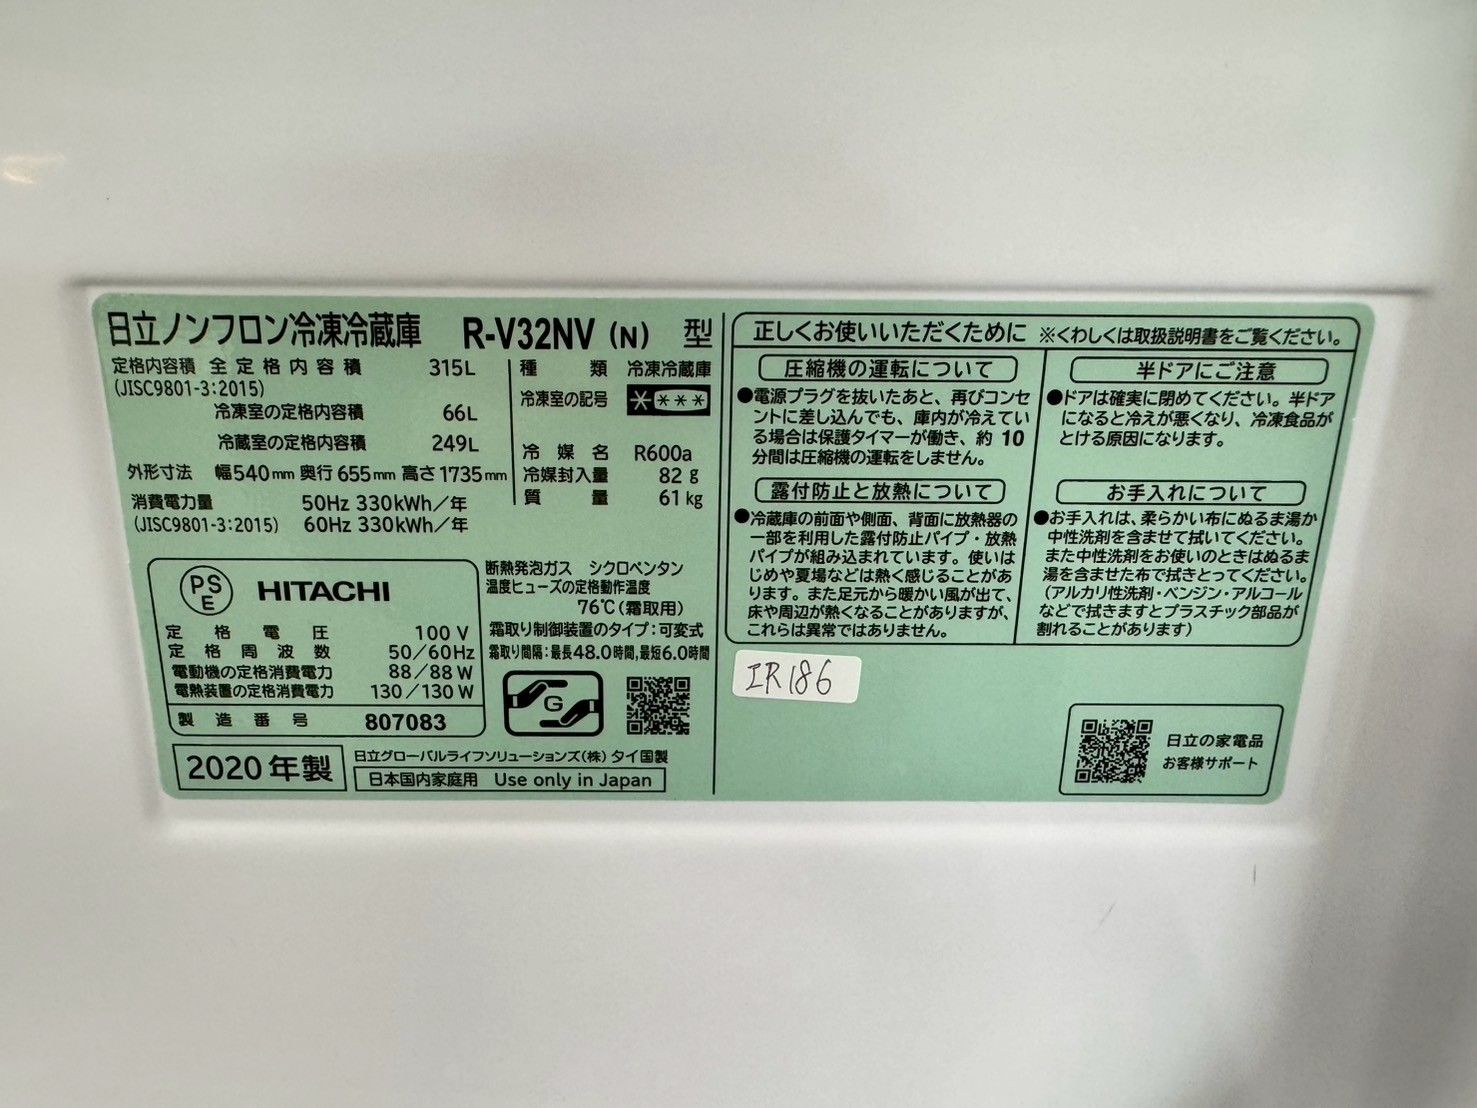 日立ノンフロン冷凍冷蔵庫 R-V32NV (N) 型
定格内容積 全定格内容積 315L
(JISC9801-3:2015)
冷凍室の定格内容積 66L
冷蔵室の定格内容積 249L
外形寸法 幅540mm 奥行655mm 高さ1735mm
消費電力量 50Hz 330kWh/年
(JISC9801-3:2015) 60Hz 330kWh/年
種類 冷凍冷蔵庫
冷凍室の記号 ****
冷媒名 R600a
冷媒封入量 82g
質量 61kg
PSE HITACHI
定格電圧 100V
定格周波数 50/60Hz
電動機の定格消費電力 88/88W
電熱装置の定格消費電力 130/130W
製造番号 807083
断熱発泡ガス シクロペンタン
温度ヒューズの定格動作温度
76℃(霜取用)
霜取り制御装置のタイプ:可変式
霜取り間隔:最長48.0時間,最短6.0時間
G
2020年製
日立グローバルライフソリューションズ(株) タイ国製
日本国内家庭用 Use only in Japan
正しくお使いいただくために ※くわしくは取扱説明書をご覧ください。
圧縮機の運転について
●電源プラグを抜いたあと、再びコンセ
ントに差し込んでも、庫内が冷えてい
る場合は保護タイマーが働き、約10
分間は圧縮機の運転をしません。
半ドアにご注意
●ドアは確実に閉めてください。半ドア
になると冷えが悪くなり、冷凍食品が
とける原因になります。
露付防止と放熱について
●冷蔵庫の前面や側面、背面に放熱器の
一部を利用した露付防止パイプ・放熱
パイプが組み込まれています。使いは
じめや夏場などは熱く感じることがあ
ります。また足元から暖かい風が出て、
床や周辺が熱くなることがありますが、
これらは異常ではありません。
お手入れについて
●お手入れは、柔らかい布にぬるま湯か
中性洗剤を含ませて拭いてください。
また中性洗剤をお使いのときはぬるま
湯を含ませた布で拭きとってください。
(アルカリ性洗剤・ベンジン・アルコール
などで拭きますとプラスチック部品が
割れることがあります)
IR186
日立の家電品
お客様サポート